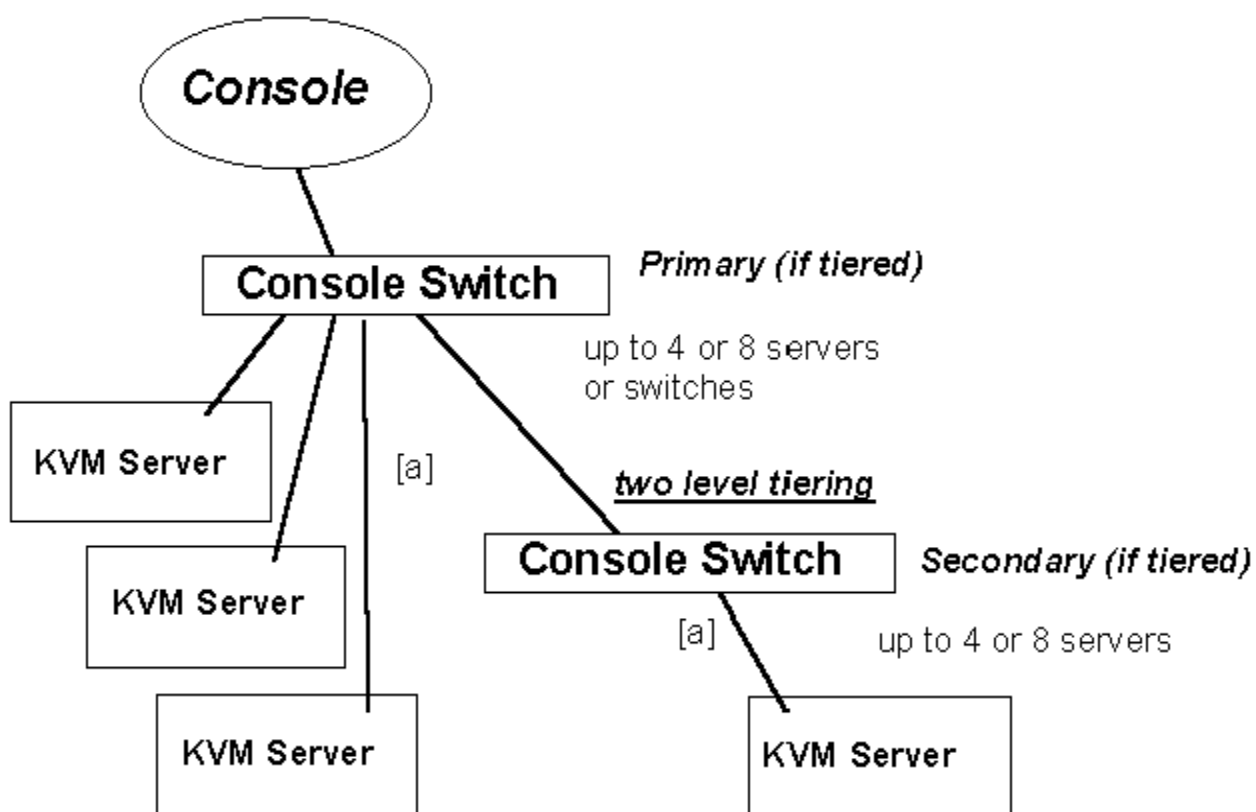 Console
Console Switch
Primary (if tiered)
up to 4 or 8 servers
or switches
KVM Server
[a]
two level tiering
Console Switch
Secondary (if tiered)
KVM Server
[a]
up to 4 or 8 servers
KVM Server
KVM Server